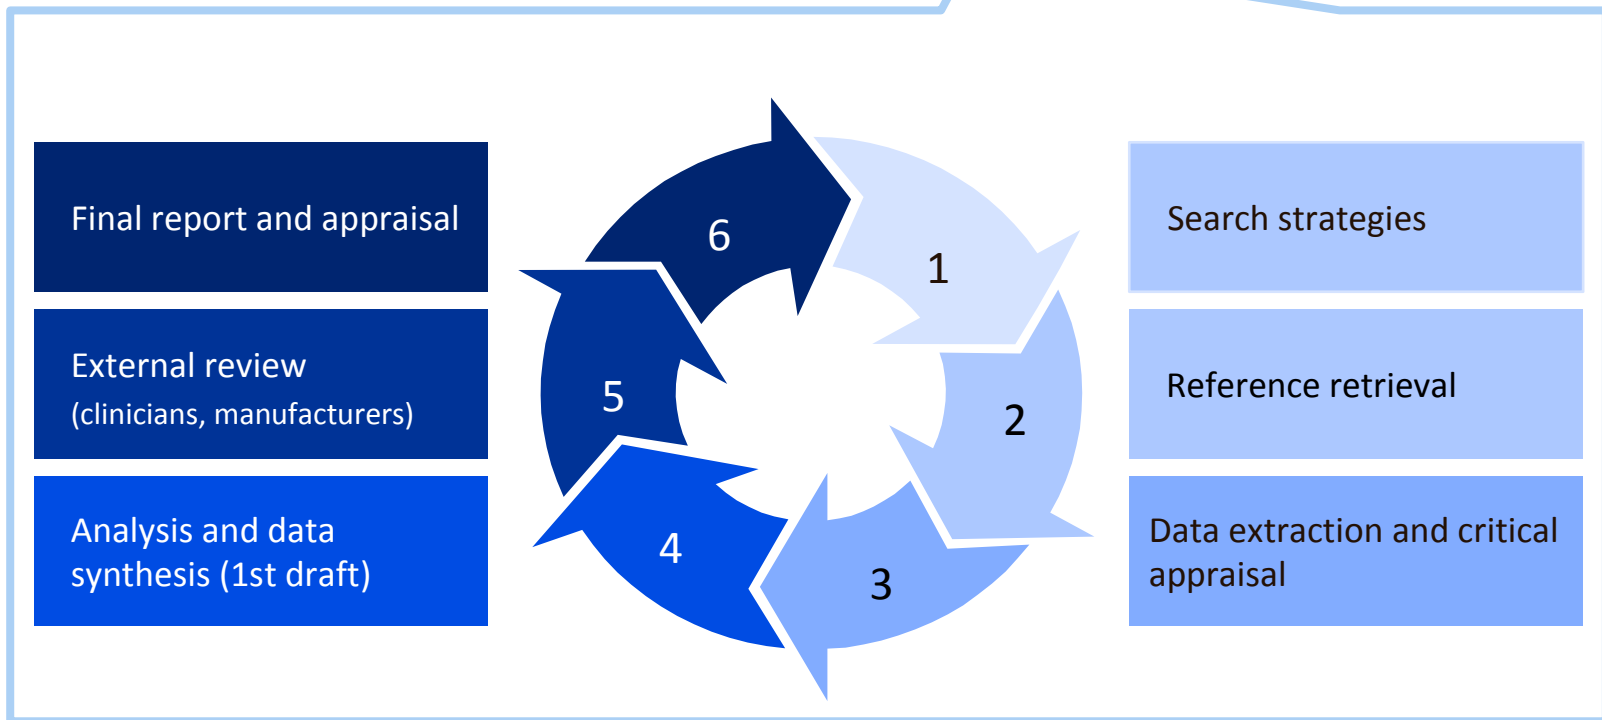 Final report and appraisal
External review
(clinicians, manufacturers)
Analysis and data
synthesis (1st draft)
6
1
5
2
4
3
Search strategies
Reference retrieval
Data extraction and critical
appraisal